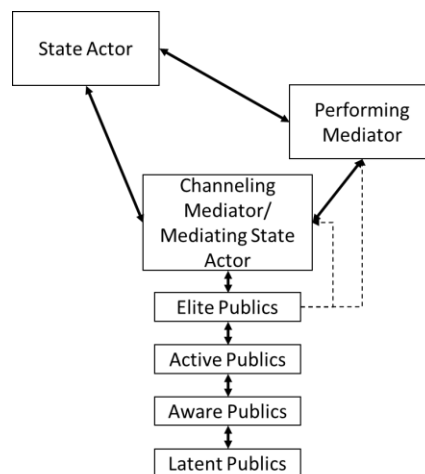 State Actor
Performing
Mediator
Channeling
Mediator/
Mediating State
Actor
Elite Publics
Active Publics
Aware Publics
Latent Publics